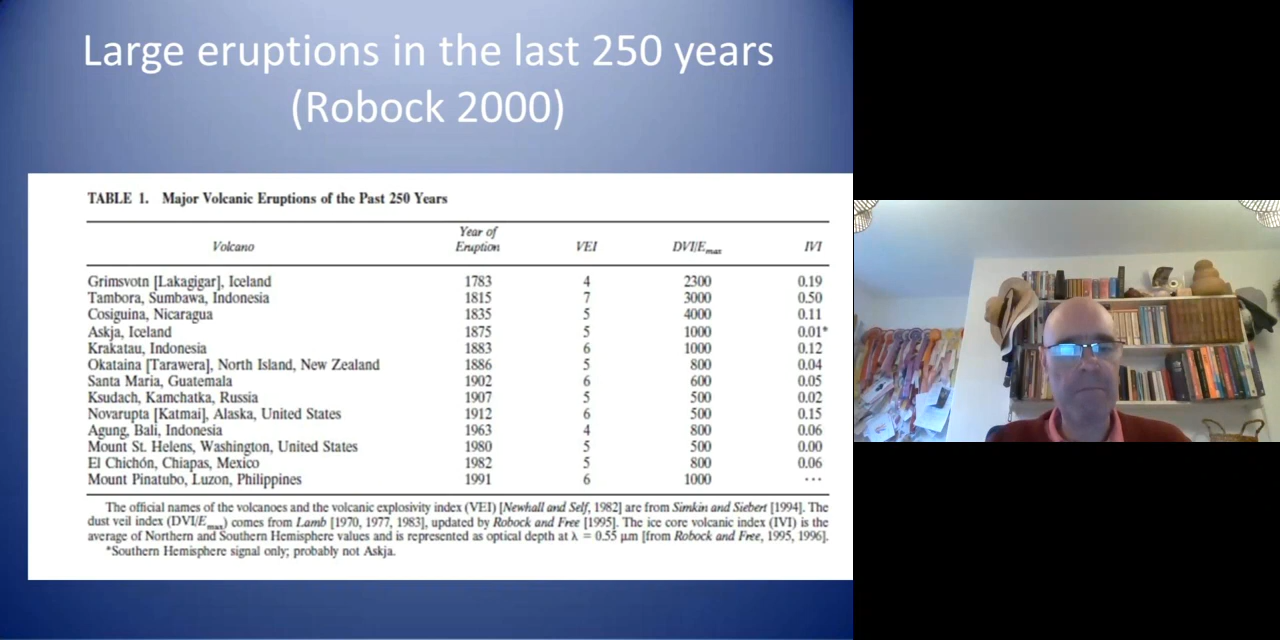 Large eruptions in the last 250 years
(Robock 2000)
TABLE 1. Major Volcanic Eruptions of the Past 250 Years
Volcano Year of Eruption VEI DVI/Emax IVI
Grimsvotn [Lakagigar], Iceland 1783 4 2300 0.19
Tambora, Sumbawa, Indonesia 1815 7 3000 0.50
Cosiguina, Nicaragua 1835 5 4000 0.11
Askja, Iceland 1875 5 1000 0.01*
Krakatau, Indonesia 1883 6 1000 0.12
Okataina [Tarawera], North Island, New Zealand 1886 5 800 0.04
Santa Maria, Guatemala 1902 6 600 0.05
Ksudach, Kamchatka, Russia 1907 5 500 0.02
Novarupta [Katmai], Alaska, United States 1912 6 500 0.15
Agung, Bali, Indonesia 1963 4 800 0.06
Mount St. Helens, Washington, United States 1980 5 500 0.00
El Chichón, Chiapas, Mexico 1982 5 800 0.06
Mount Pinatubo, Luzon, Philippines 1991 6 1000 ...
The official names of the volcanoes and the volcanic explosivity index (VEI) [Newhall and Self, 1982] are from Simkin and Siebert [1994]. The
dust veil index (DVI/Emax) comes from Lamb [1970, 1977, 1983], updated by Robock and Free [1995]. The ice core volcanic index (IVI) is the
average of Northern and Southern Hemisphere values and is represented as optical depth at λ = 0.55 μm [from Robock and Free, 1995, 1996].
*Southern Hemisphere signal only; probably not Askja.